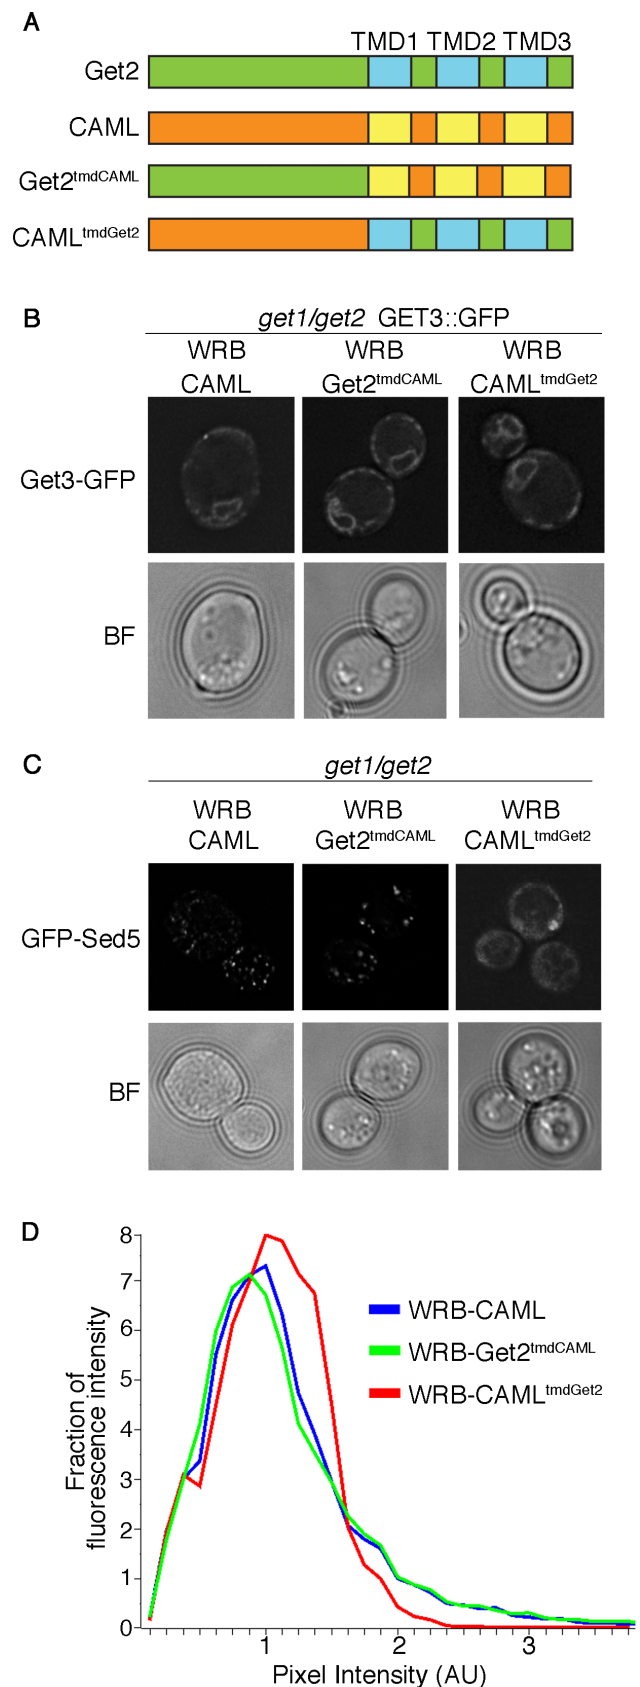 A
TMD1 TMD2 TMD3
Get2
CAML
Get2tmdCAML
CAMLtmdGet2
B
get1/get2 GET3::GFP
WRB WRB WRB
CAML Get2tmdCAML CAMLtmdGet2
Get3-GFP
BF
C
get1/get2
WRB WRB WRB
CAML Get2tmdCAML CAMLtmdGet2
GFP-Sed5
BF
D
8
7
6
5
4
3
2
1
0
Fraction of
fluorescence intensity
WRB-CAML
WRB-Get2tmdCAML
WRB-CAMLtmdGet2
1 2 3
Pixel Intensity (AU)